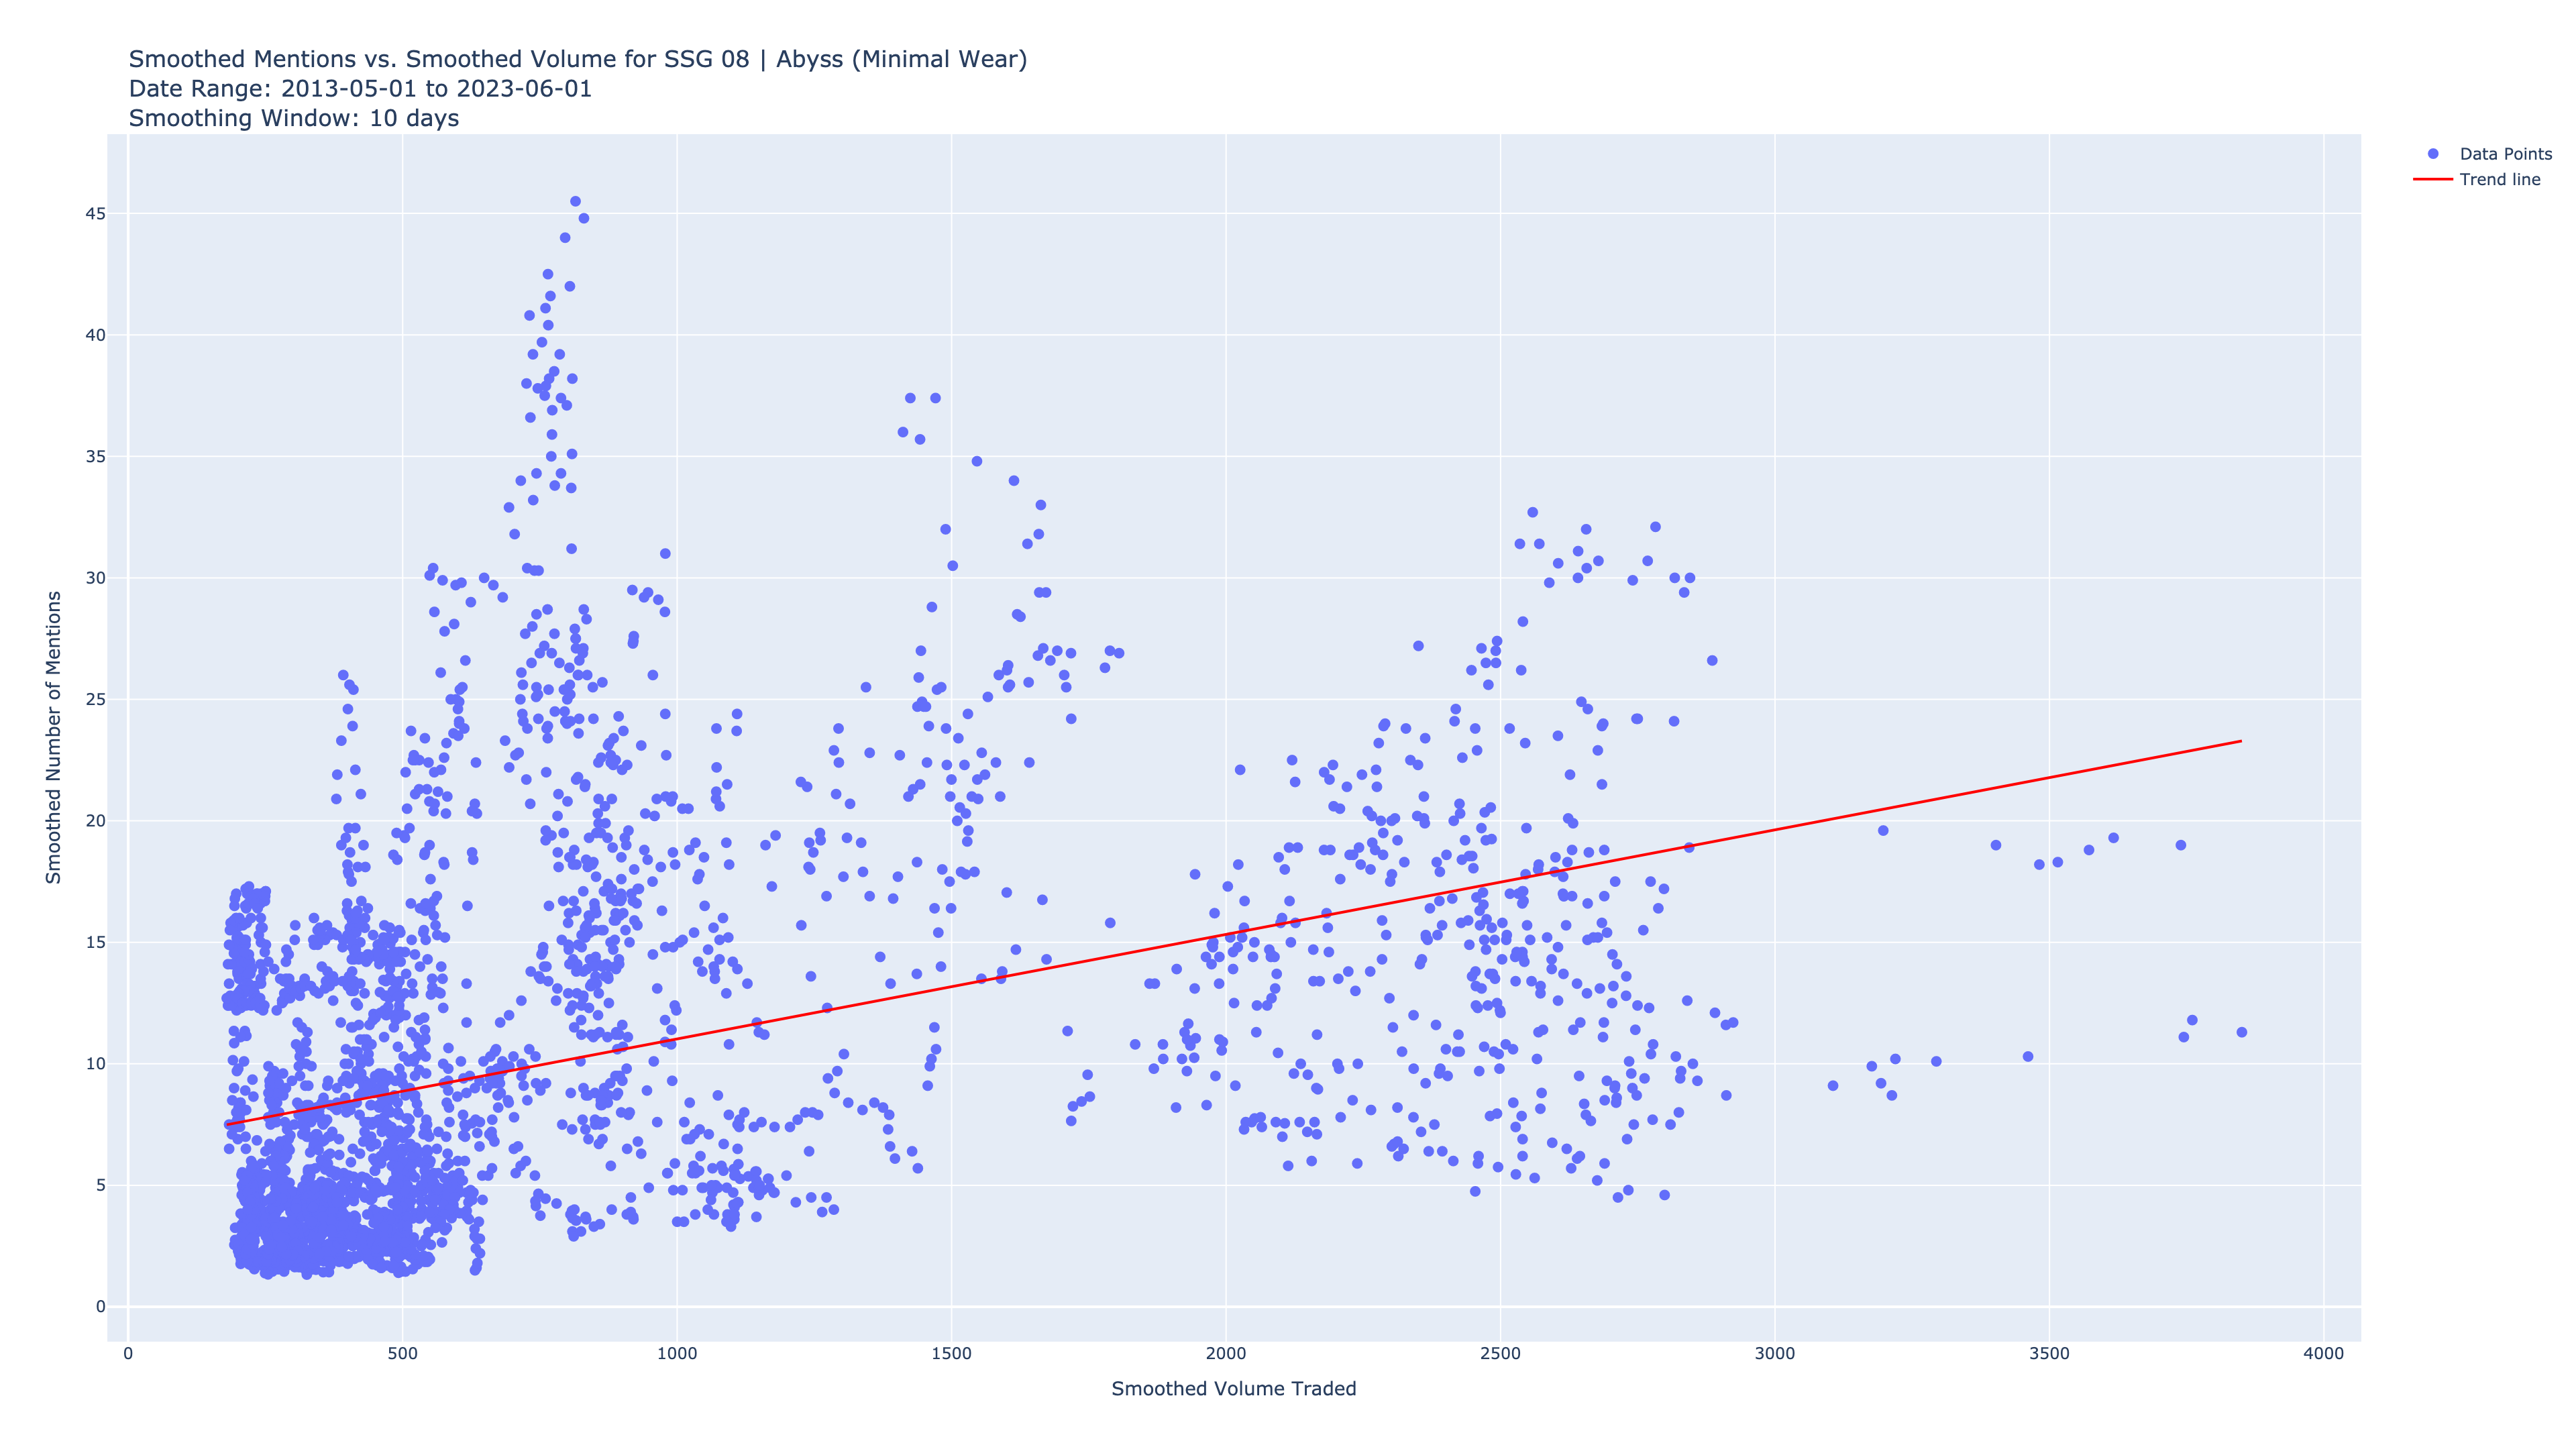 Smoothed Mentions vs. Smoothed Volume for SSG 08 | Abyss (Minimal Wear)
Date Range: 2013-05-01 to 2023-06-01
Smoothing Window: 10 days
Data Points
Trend line
45
40
35
30
25
20
15
10
5
0
Smoothed Number of Mentions
0
500
1000
1500
2000
2500
3000
3500
4000
Smoothed Volume Traded